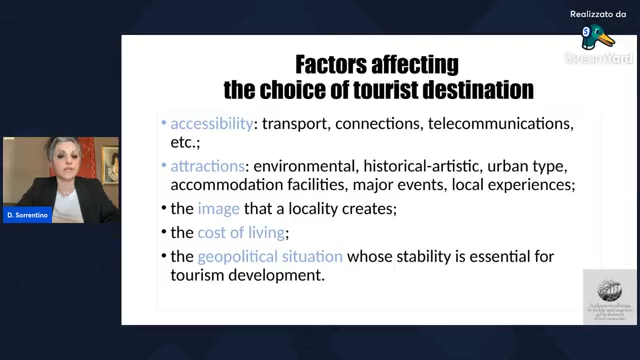 Realizzato da
StreamYard
Factors affecting
the choice of tourist destination
• accessibility: transport, connections, telecommunications,
etc.;
• attractions: environmental, historical-artistic, urban type,
accommodation facilities, major events, local experiences;
• the image that a locality creates;
• the cost of living;
• the geopolitical situation whose stability is essential for
tourism development.
D. Sorrentino